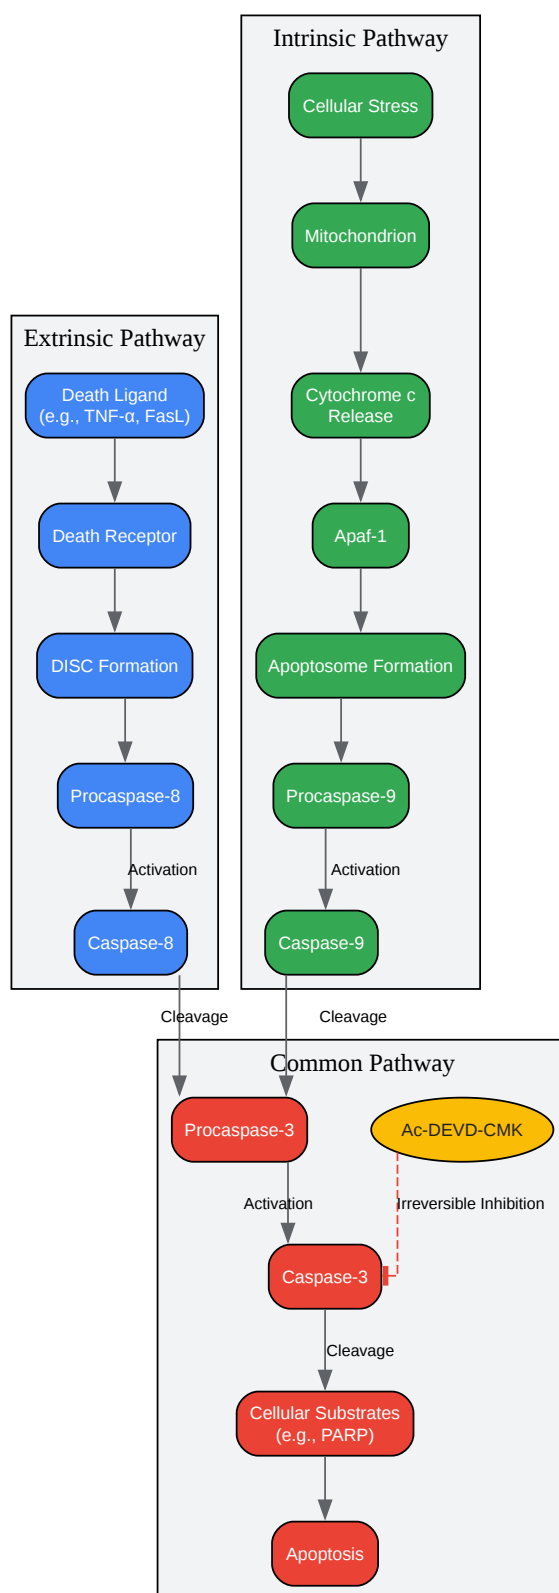 Intrinsic Pathway
Cellular Stress
Mitochondrion
Extrinsic Pathway
Death Ligand
(e.g., TNF-α, FasL)
Cytochrome c
Release
Death Receptor
Apaf-1
DISC Formation
Apoptosome Formation
Procaspase-8
Procaspase-9
Activation
Activation
Caspase-8
Caspase-9
Cleavage
Cleavage
Common Pathway
Procaspase-3
Ac-DEVD-CMK
Activation
Irreversible Inhibition
Caspase-3
Cleavage
Cellular Substrates
(e.g., PARP)
Apoptosis